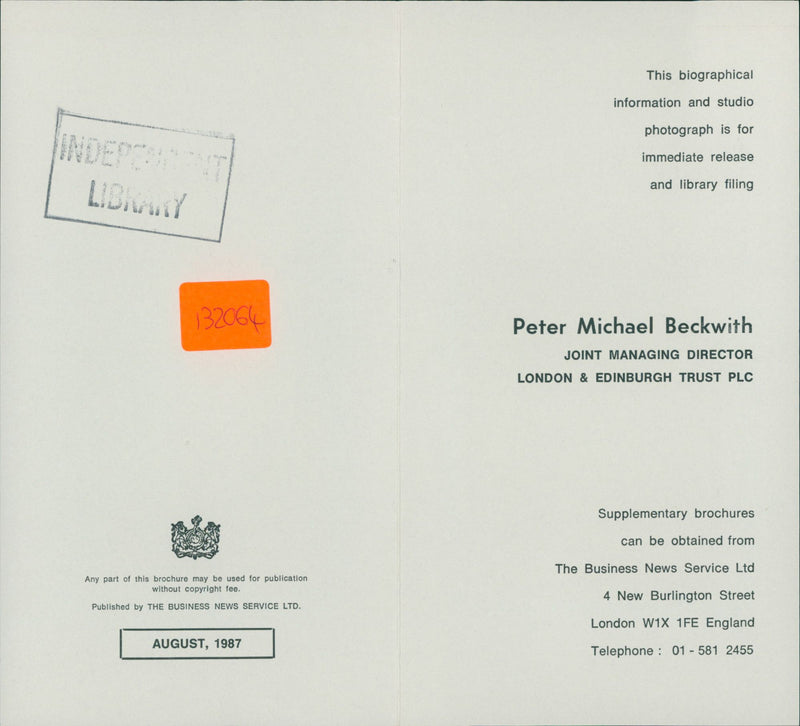 INDEPENDENT
LIBRARY
132064
Any part of this brochure may be used for publication
without copyright fee.
Published by THE BUSINESS NEWS SERVICE LTD.
AUGUST, 1987
This biographical
information and studio
photograph is for
immediate release
and library filing
Peter Michael Beckwith
JOINT MANAGING DIRECTOR
LONDON & EDINBURGH TRUST PLC
Supplementary brochures
can be obtained from
The Business News Service Ltd
4 New Burlington Street
London W1X 1FE England
Telephone : 01 - 581 2455